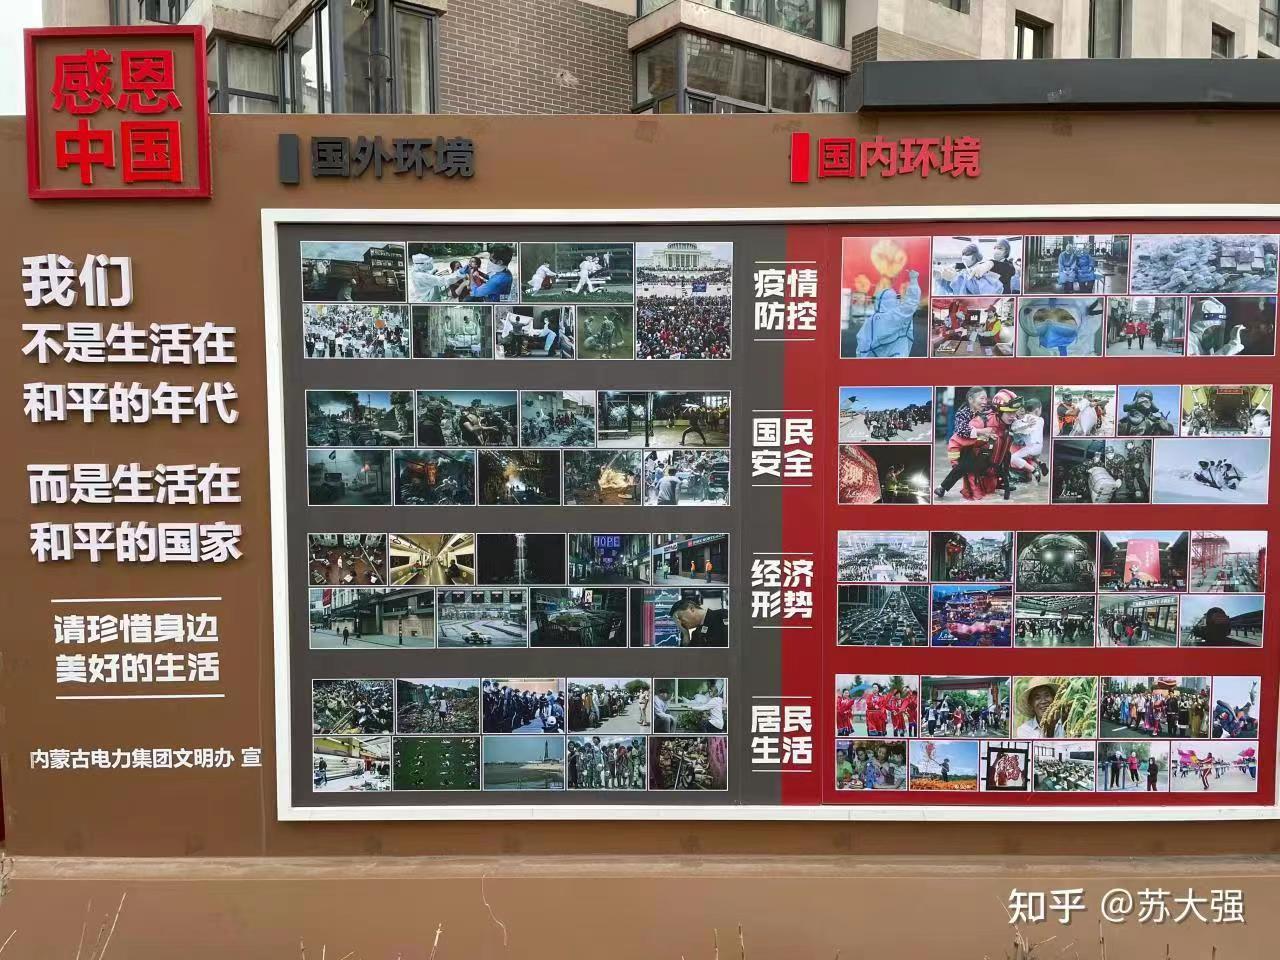 感恩
中国
国外环境
国内环境
我们
不是生活在
和平的年代
而是生活在
和平的国家
请珍惜身边
美好的生活
内蒙古电力集团文明办 宣
疫情
防控
国民
安全
经济
形势
居民
生活
HOPE
知乎 @苏大强